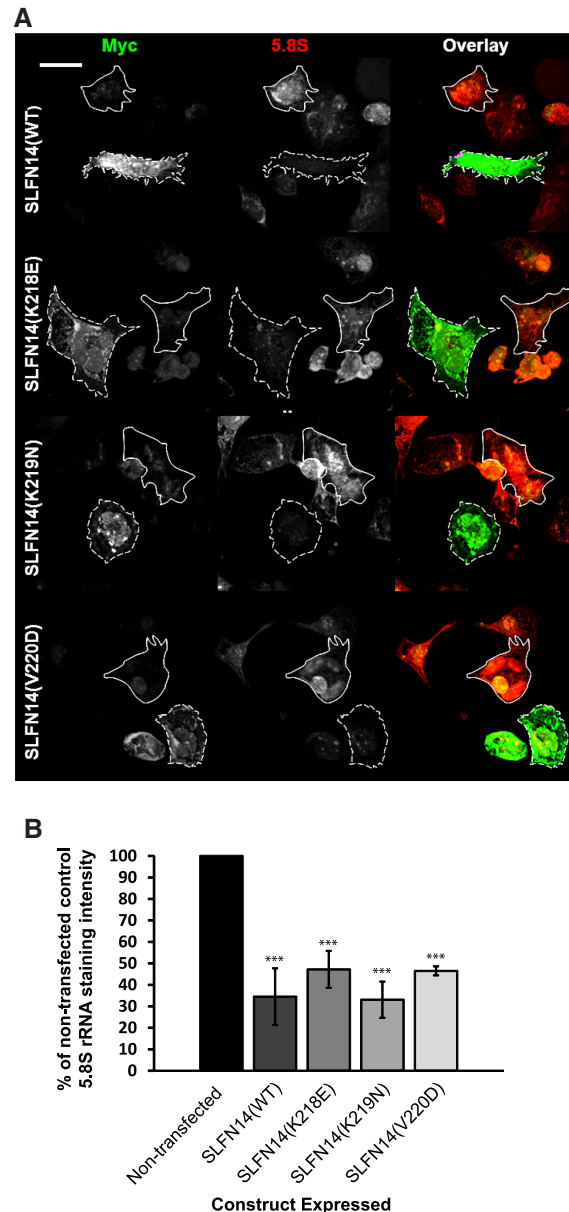 A
Myc 5.8S Overlay
SLFN14(WT)
SLFN14(K218E)
SLFN14(K219N)
SLFN14(V220D)
B
% of non-transfected control
5.8S rRNA staining intensity
100
90
80
70
60
50
40
30
20
10
0
***
***
***
***
Non-transfected
SLFN14(WT)
SLFN14(K218E)
SLFN14(K219N)
SLFN14(V220D)
Construct Expressed